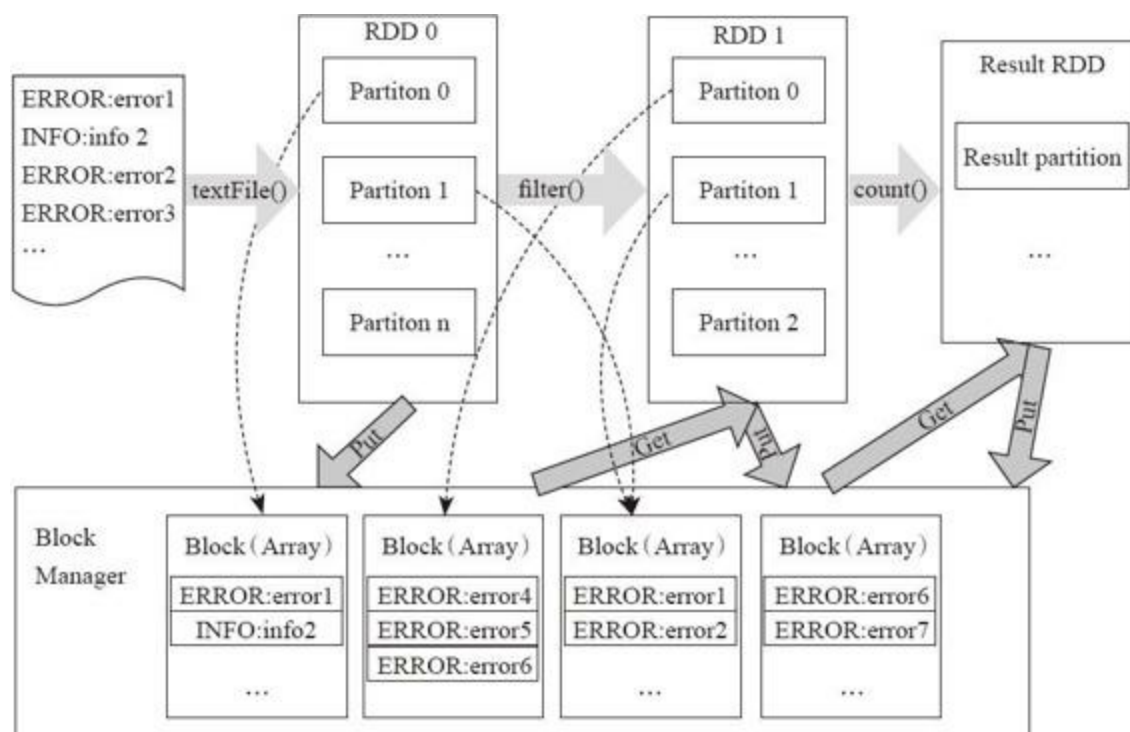 ERROR:error1
INFO:info 2
ERROR:error2
ERROR:error3
...
textFile()
RDD 0
Partiton 0
Partiton 1
...
Partiton n
filter()
RDD 1
Partiton 0
Partiton 1
...
Partiton 2
count()
Result RDD
Result partition
...
Put
Get
Put
Get
Put
Block
Manager
Block(Array)
ERROR:error1
INFO:info2
...
Block(Array)
ERROR:error4
ERROR:error5
ERROR:error6
...
Block(Array)
ERROR:error1
ERROR:error2
...
Block(Array)
ERROR:error6
ERROR:error7
...